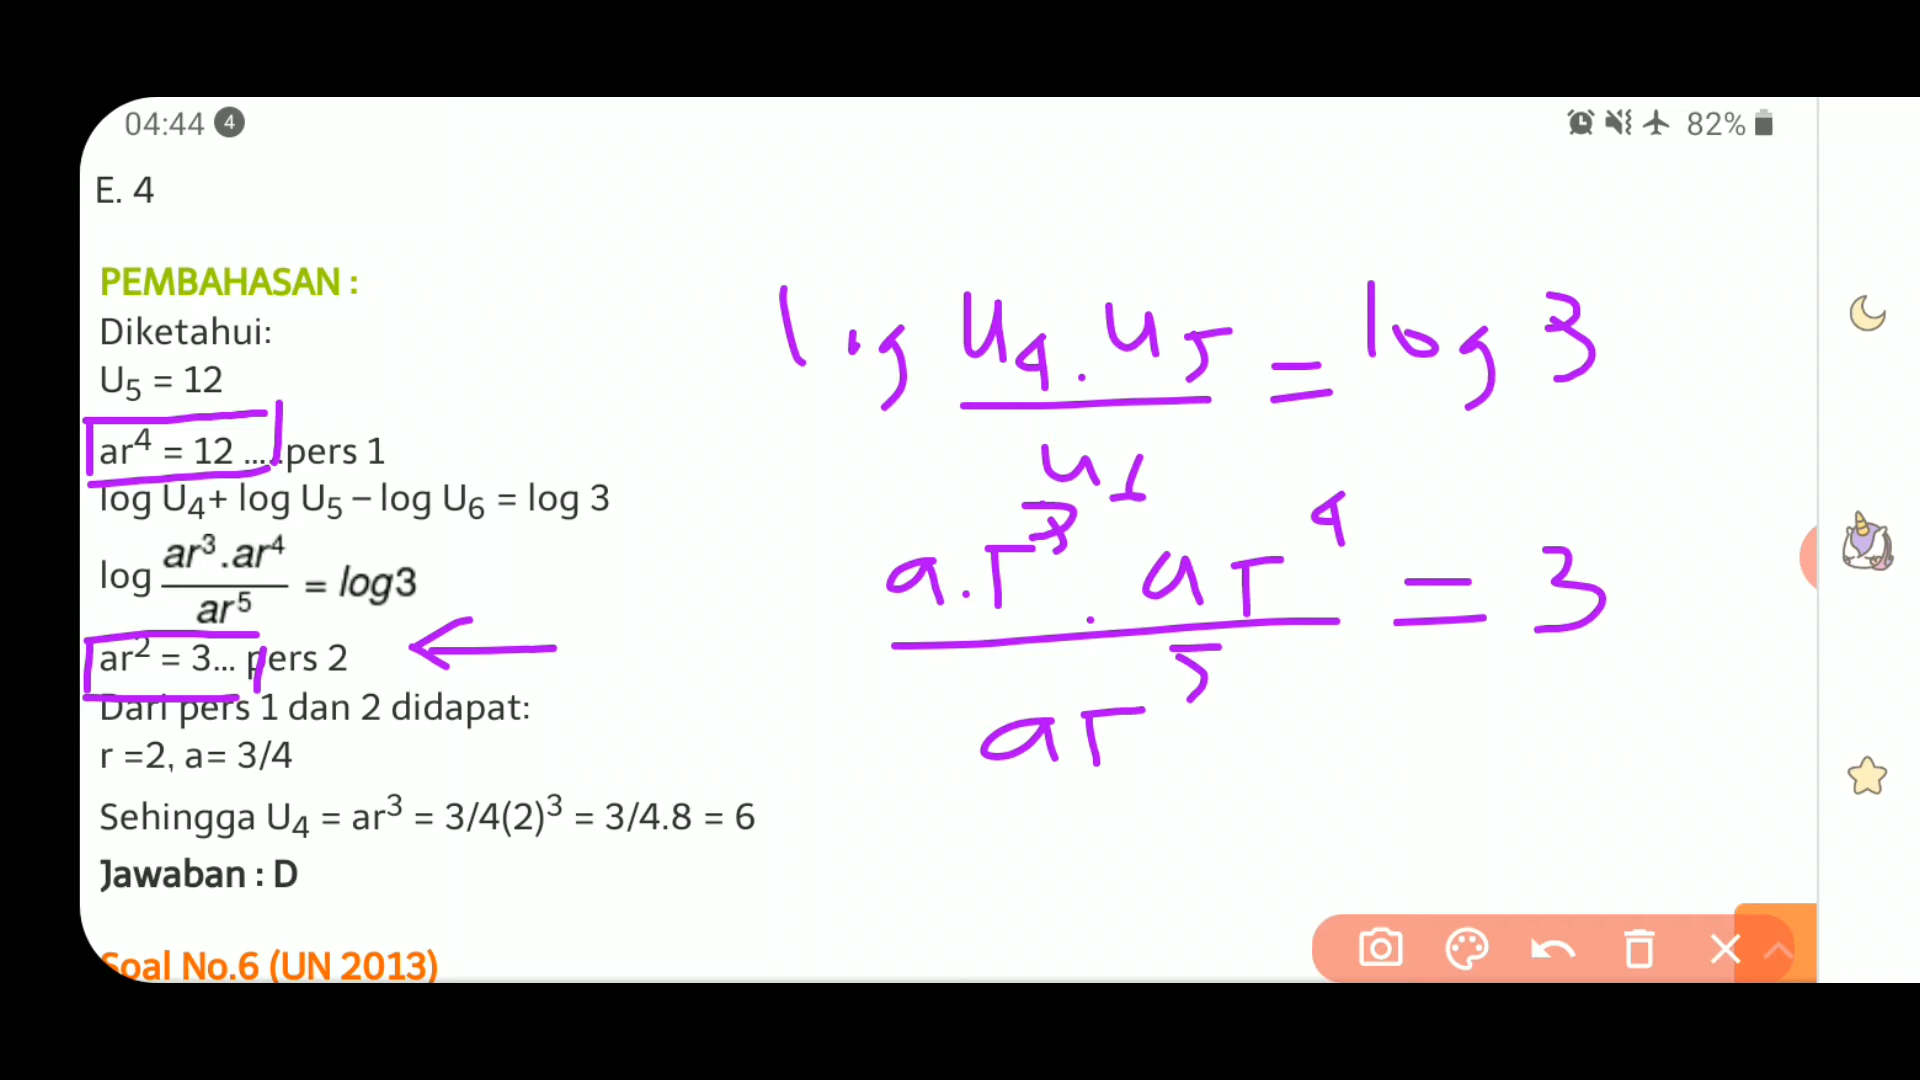 04:44 4 82%
E. 4
PEMBAHASAN :
Diketahui:
U₅ = 12
ar⁴ = 12 .....pers 1
log U₄+ log U₅ – log U₆ = log 3
log ar³.ar⁴ / ar⁵ = log3
ar² = 3... pers 2
Dari pers 1 dan 2 didapat:
r =2, a= 3/4
Sehingga U₄ = ar³ = 3/4(2)³ = 3/4.8 = 6
Jawaban : D
Soal No.6 (UN 2013)
log U₄.U₅ / U₁ = log 3
a.r³ . ar⁴ / ar⁵ = 3